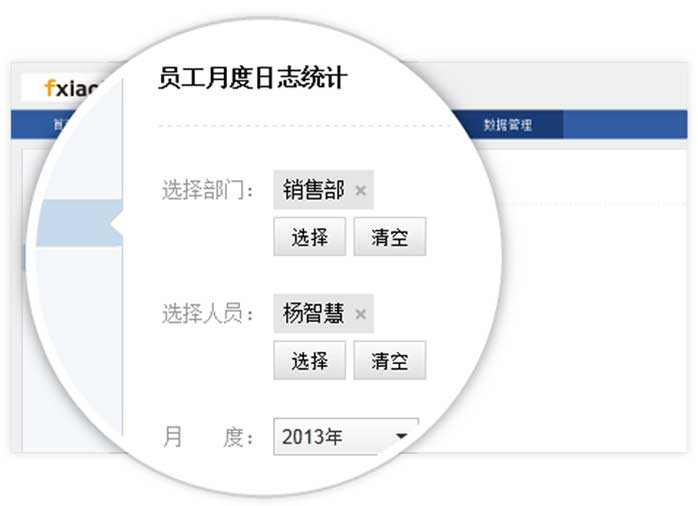 员工月度日志统计
fxiao
首
数据管理
选择部门： 销售部 ×
选择 清空
选择人员： 杨智慧 ×
选择 清空
月 度： 2013年